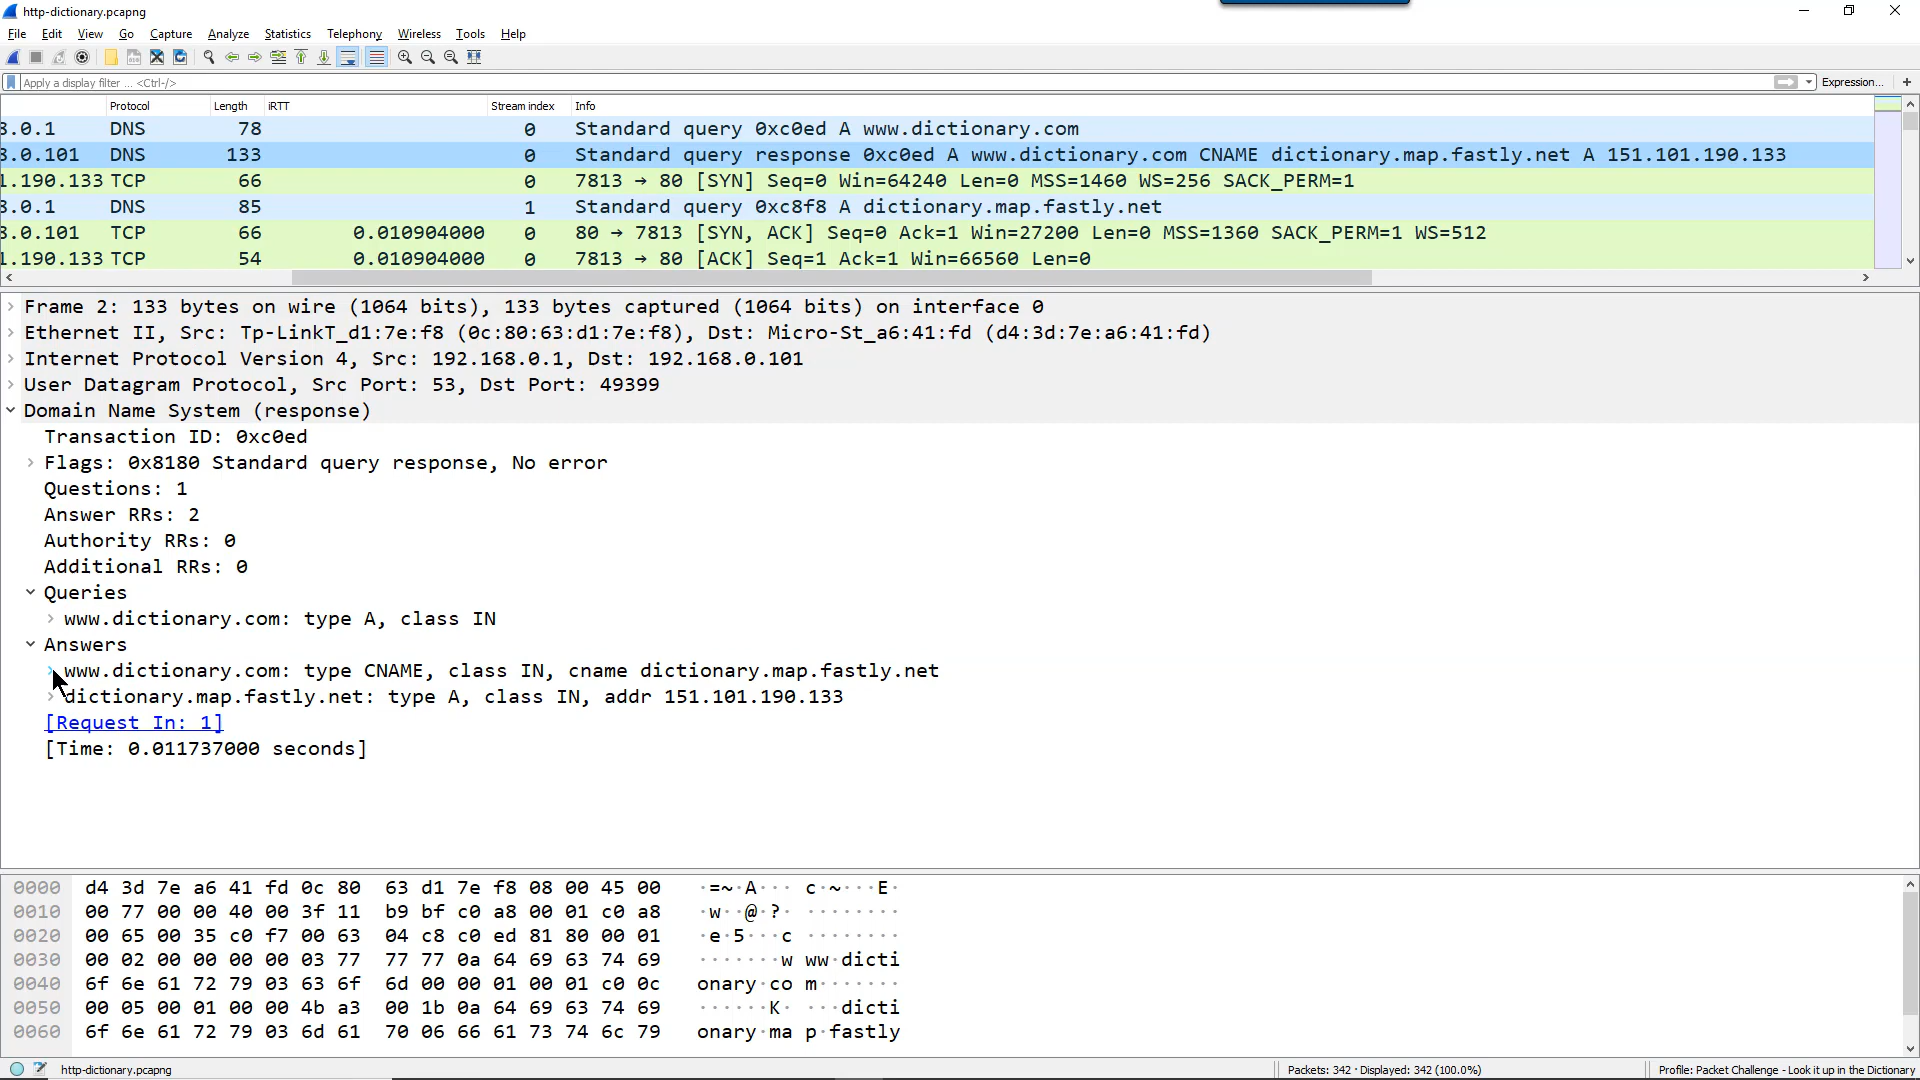 http-dictionary.pcapng
File Edit View Go Capture Analyze Statistics Telephony Wireless Tools Help
Apply a display filter ... <Ctrl-/> Expression... +
Protocol Length iRTT Stream index Info
3.0.1 DNS 78 0 Standard query 0xc0ed A www.dictionary.com
3.0.101 DNS 133 0 Standard query response 0xc0ed A www.dictionary.com CNAME dictionary.map.fastly.net A 151.101.190.133
1.190.133 TCP 66 0 7813 → 80 [SYN] Seq=0 Win=64240 Len=0 MSS=1460 WS=256 SACK_PERM=1
3.0.1 DNS 85 1 Standard query 0xc8f8 A dictionary.map.fastly.net
3.0.101 TCP 66 0.010904000 0 80 → 7813 [SYN, ACK] Seq=0 Ack=1 Win=27200 Len=0 MSS=1360 SACK_PERM=1 WS=512
1.190.133 TCP 54 0.010904000 0 7813 → 80 [ACK] Seq=1 Ack=1 Win=66560 Len=0
Frame 2: 133 bytes on wire (1064 bits), 133 bytes captured (1064 bits) on interface 0
Ethernet II, Src: Tp-LinkT_d1:7e:f8 (0c:80:63:d1:7e:f8), Dst: Micro-St_a6:41:fd (d4:3d:7e:a6:41:fd)
Internet Protocol Version 4, Src: 192.168.0.1, Dst: 192.168.0.101
User Datagram Protocol, Src Port: 53, Dst Port: 49399
Domain Name System (response)
Transaction ID: 0xc0ed
Flags: 0x8180 Standard query response, No error
Questions: 1
Answer RRs: 2
Authority RRs: 0
Additional RRs: 0
Queries
www.dictionary.com: type A, class IN
Answers
www.dictionary.com: type CNAME, class IN, cname dictionary.map.fastly.net
dictionary.map.fastly.net: type A, class IN, addr 151.101.190.133
[Request In: 1]
[Time: 0.011737000 seconds]
0000 d4 3d 7e a6 41 fd 0c 80 63 d1 7e f8 08 00 45 00 ·=~·A··· c·~···E·
0010 00 77 00 00 40 00 3f 11 b9 bf c0 a8 00 01 c0 a8 ·w··@·?· ········
0020 00 65 00 35 c0 f7 00 63 04 c8 c0 ed 81 80 00 01 ·e·5···c ········
0030 00 02 00 00 00 00 03 77 77 77 0a 64 69 63 74 69 ·······w ww·dicti
0040 6f 6e 61 72 79 03 63 6f 6d 00 00 01 00 01 c0 0c onary·co m·······
0050 00 05 00 01 00 00 4b a3 00 1b 0a 64 69 63 74 69 ······K· ···dicti
0060 6f 6e 61 72 79 03 6d 61 70 06 66 61 73 74 6c 79 onary·ma p·fastly
http-dictionary.pcapng Packets: 342 · Displayed: 342 (100.0%) Profile: Packet Challenge - Look it up in the Dictionary